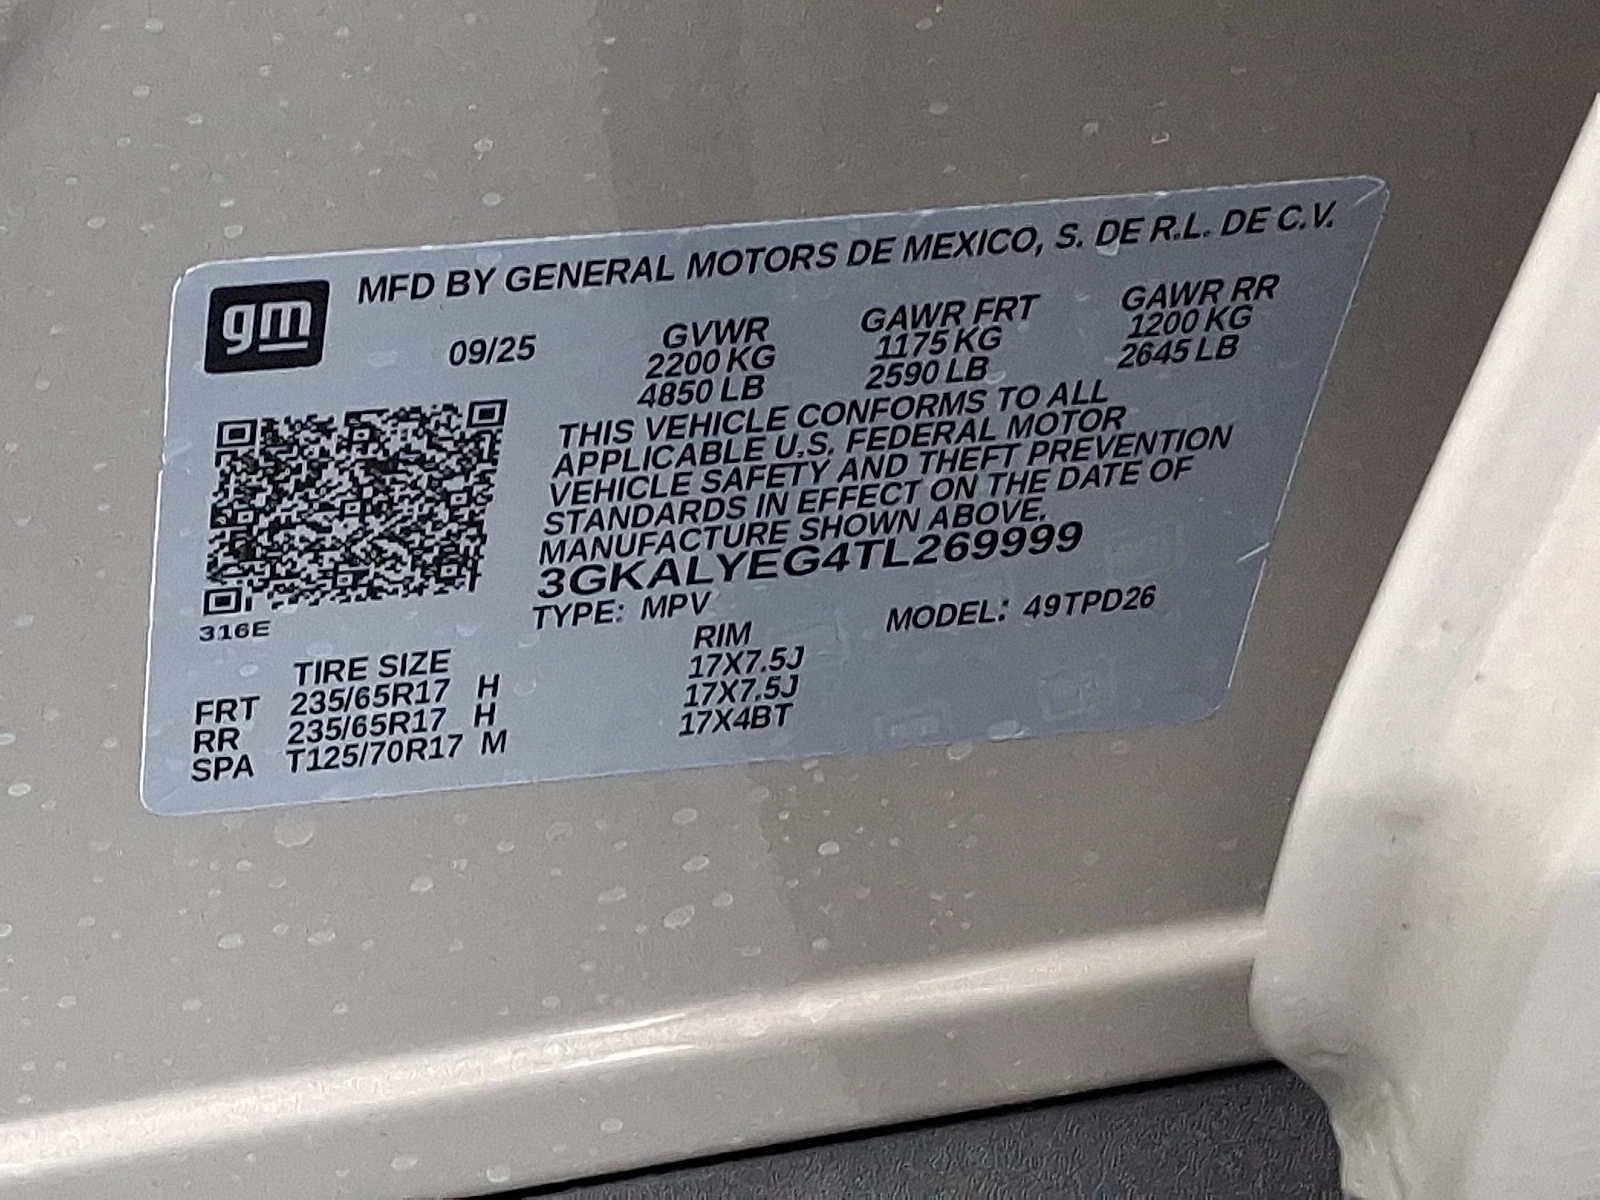 gm MFD BY GENERAL MOTORS DE MEXICO, S. DE R.L. DE C.V.
09/25 GVWR GAWR FRT GAWR RR
2200 KG 1175 KG 1200 KG
4850 LB 2590 LB 2645 LB
THIS VEHICLE CONFORMS TO ALL
APPLICABLE U.S. FEDERAL MOTOR
VEHICLE SAFETY AND THEFT PREVENTION
STANDARDS IN EFFECT ON THE DATE OF
MANUFACTURE SHOWN ABOVE.
3GKALYEG4TL269999
316E
TYPE: MPV MODEL: 49TPD26
TIRE SIZE RIM
FRT 235/65R17 H 17X7.5J
RR 235/65R17 H 17X7.5J
SPA T125/70R17 M 17X4BT